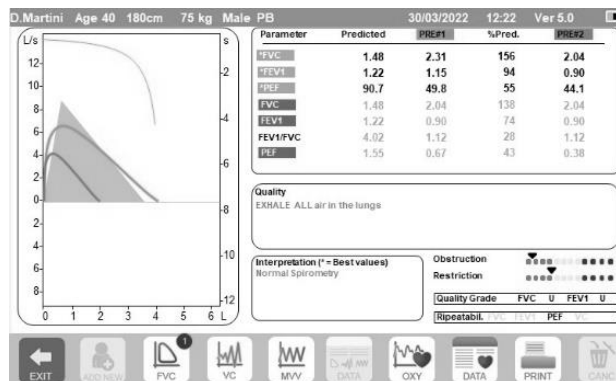 D.Martini Age 40 180cm 75 kg Male PB 30/03/2022 12:22 Ver 5.0
L/s s
12
10
8
6
4
2
0
2
4
6
8
0 1 2 3 4 5 6 L
2
4
6
8
10
12
Parameter Predicted PRE#1 %Pred. PRE#2
*FVC 1.48 2.31 156 2.04
*FEV1 1.22 1.15 94 0.90
*PEF 90.7 49.8 55 44.1
FVC 1.48 2.04 138 2.04
FEV1 1.22 0.90 74 0.90
FEV1/FVC 4.02 1.12 28 1.12
PEF 1.55 0.67 43 0.38
Quality
EXHALE ALL air in the lungs
Interpretation (* = Best values)
Normal Spirometry
Obstruction
Restriction
Quality Grade FVC U FEV1 U
Repeatabil. FVC FEV1 PEF VC
EXIT
ADD NEW
1
FVC
VC
MVV
DATA
OXY
DATA
PRINT